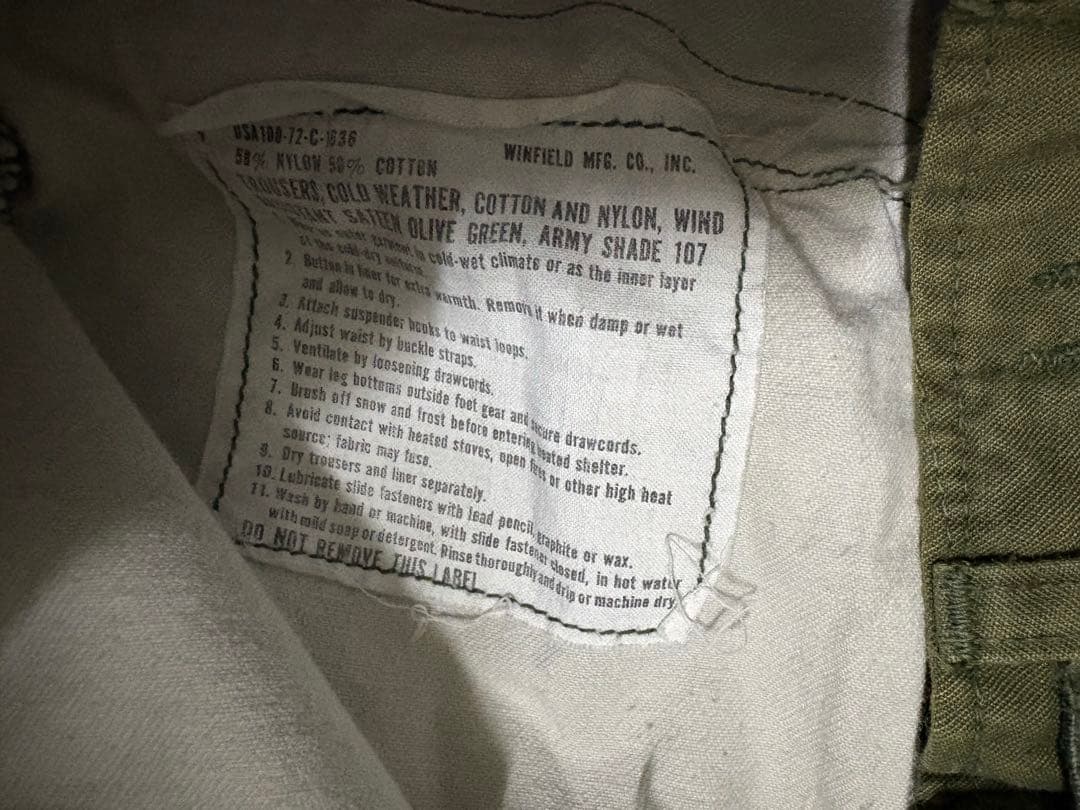 DSA100-72-C-1636
WINFIELD MFG. CO., INC.
50% NYLON 50% COTTON
TROUSERS, COLD WEATHER, COTTON AND NYLON, WIND
SATEEN OLIVE GREEN, ARMY SHADE 107
in cold-wet climate or as the inner layer
of the cold-dry uniform.
2. Button in liner for extra warmth. Remove it when damp or wet
and allow to dry.
3. Attach suspender hooks to waist loops.
4. Adjust waist by buckle straps.
5. Ventilate by loosening drawcords.
6. Wear leg bottoms outside foot gear and secure drawcords.
7. Brush off snow and frost before entering heated shelter.
8. Avoid contact with heated stoves, open fires or other high heat
source; fabric may fuse.
9. Dry trousers and liner separately.
10. Lubricate slide fasteners with lead pencil, graphite or wax.
11. Wash by hand or machine, with slide fastener closed, in hot water
with mild soap or detergent. Rinse thoroughly and drip or machine dry
DO NOT REMOVE THIS LABEL